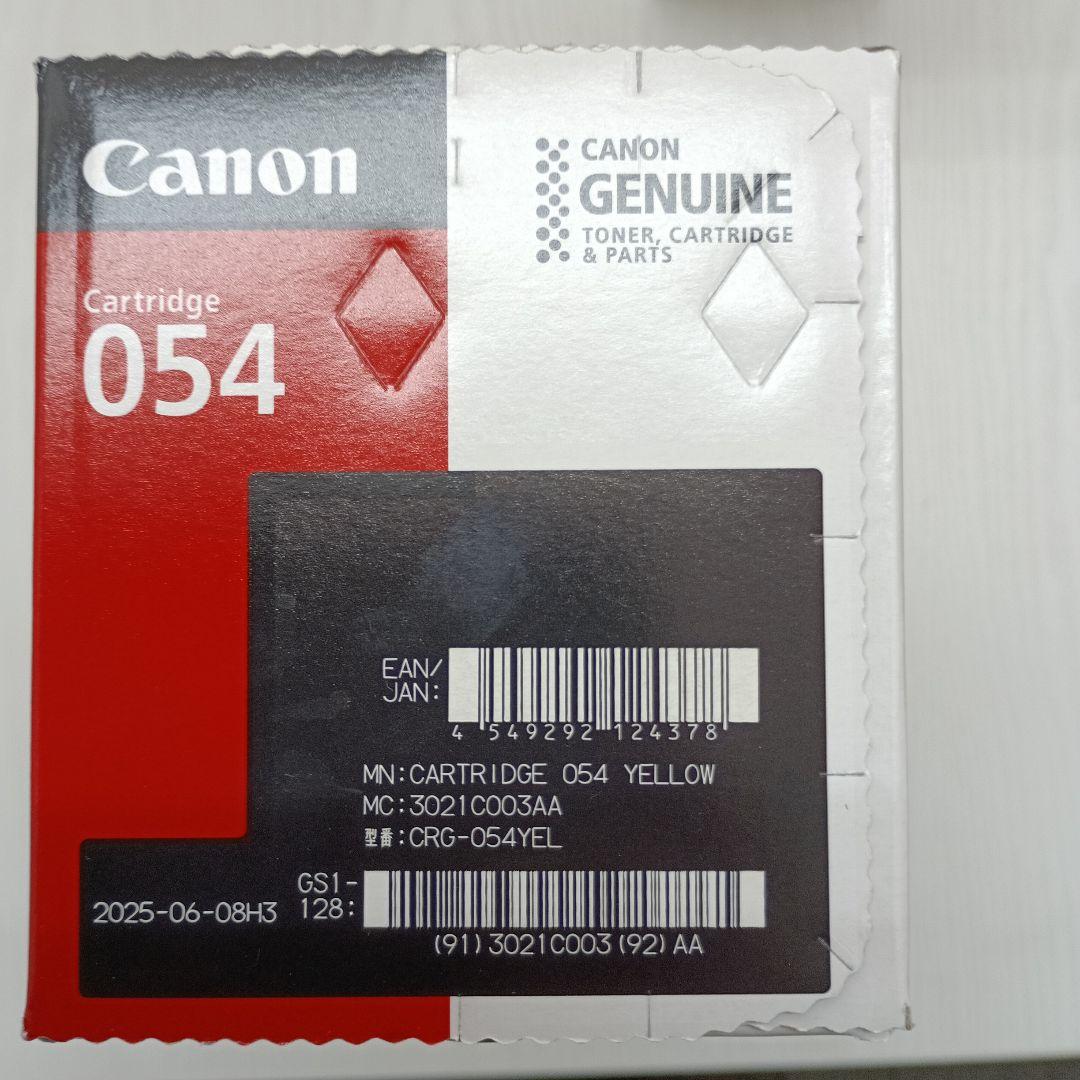 Canon
CANON
GENUINE
TONER, CARTRIDGE
& PARTS
Cartridge
054
EAN/
JAN:
4 549292 124378
MN:CARTRIDGE 054 YELLOW
MC:3021C003AA
型番:CRG-054YEL
GS1-
128:
2025-06-08H3
(91)3021C003(92)AA